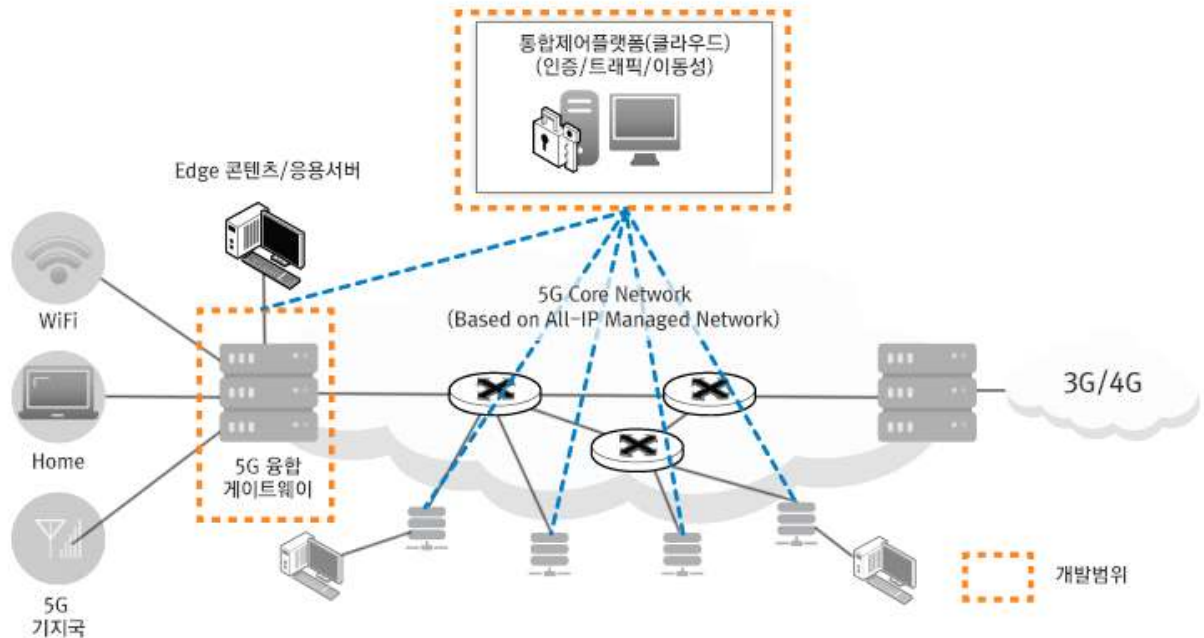 통합제어플랫폼(클라우드)
(인증/트래픽/이동성)
Edge 콘텐츠/응용서버
WiFi
5G Core Network
(Based on All-IP Managed Network)
3G/4G
Home
5G 융합
게이트웨이
5G
기지국
개발범위